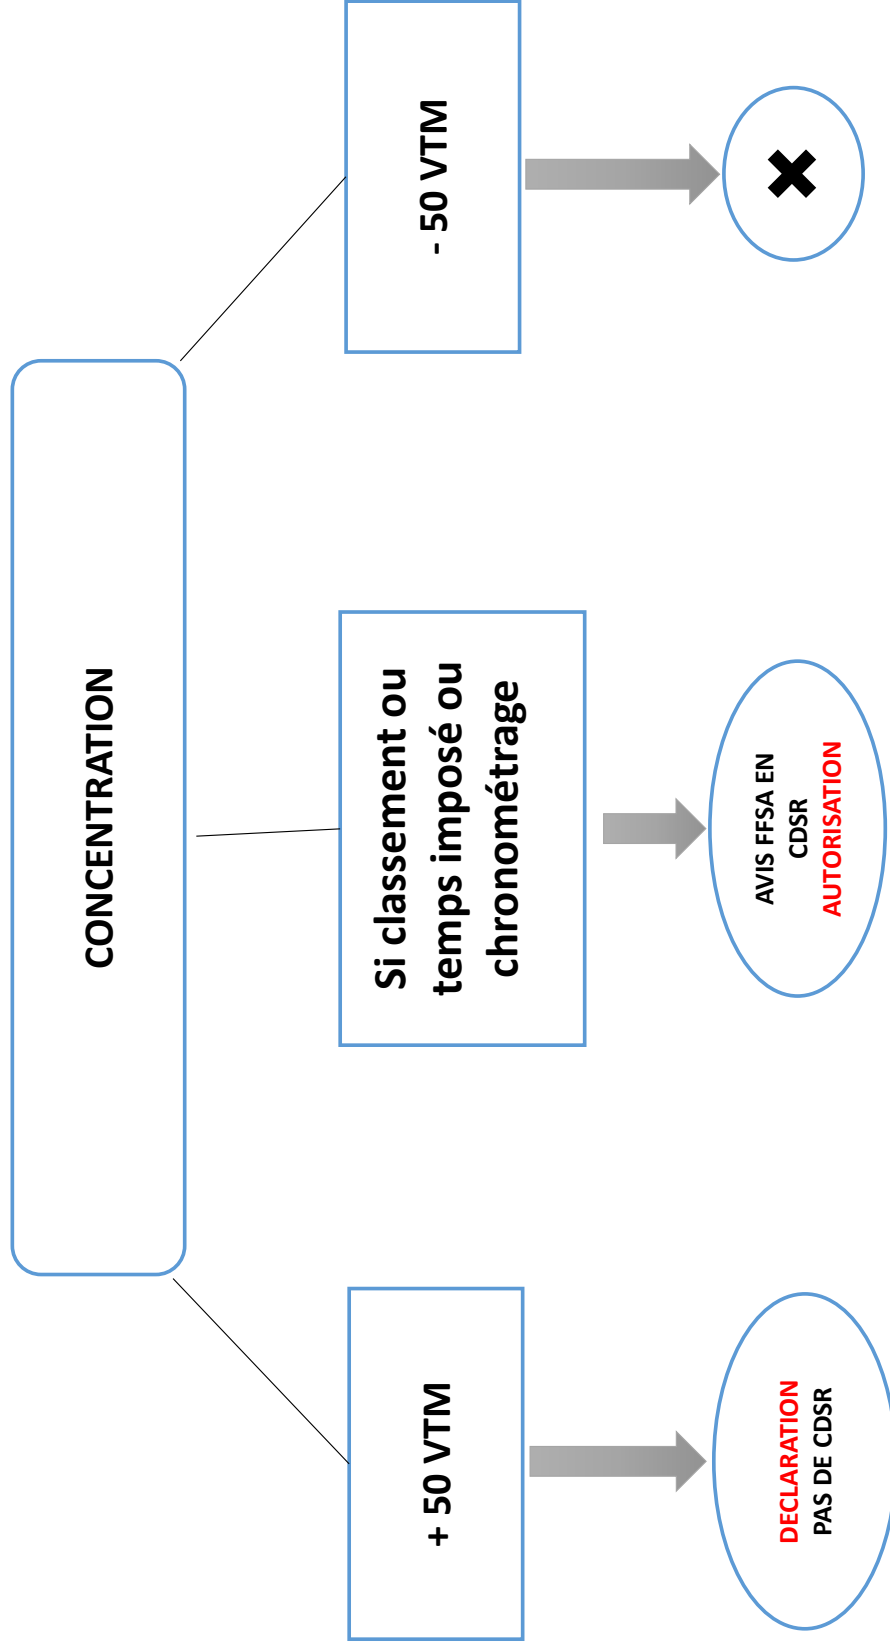 CONCENTRATION
+ 50 VTM
Si classement ou
temps imposé ou
chronométrage
- 50 VTM
DECLARATION
PAS DE CDSR
AVIS FFSA EN
CDSR
AUTORISATION